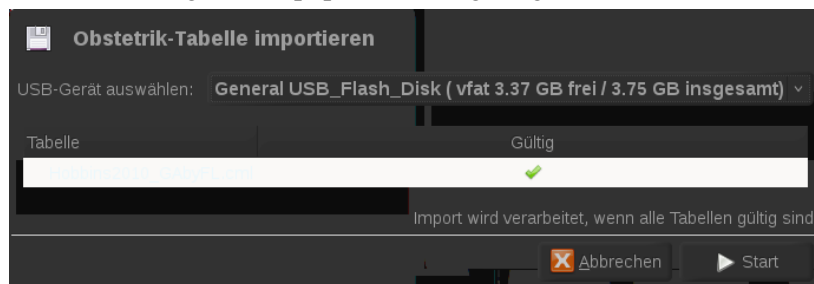 Obstetrik-Tabelle importieren
USB-Gerät auswählen: General USB_Flash_Disk ( vfat 3.37 GB frei / 3.75 GB insgesamt)
Tabelle Gültig
Import wird verarbeitet, wenn alle Tabellen gültig sind
Abbrechen Start